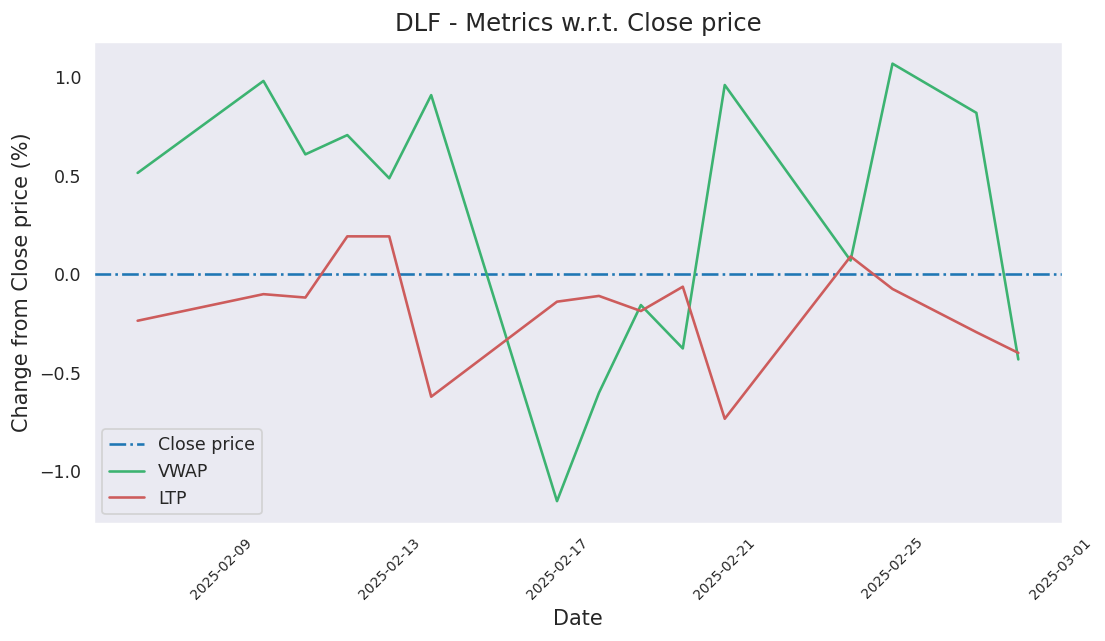 DLF - Metrics w.r.t. Close price
Change from Close price (%)
1.0
0.5
0.0
−0.5
−1.0
Close price
VWAP
LTP
2025-02-09
2025-02-13
2025-02-17
2025-02-21
2025-02-25
2025-03-01
Date